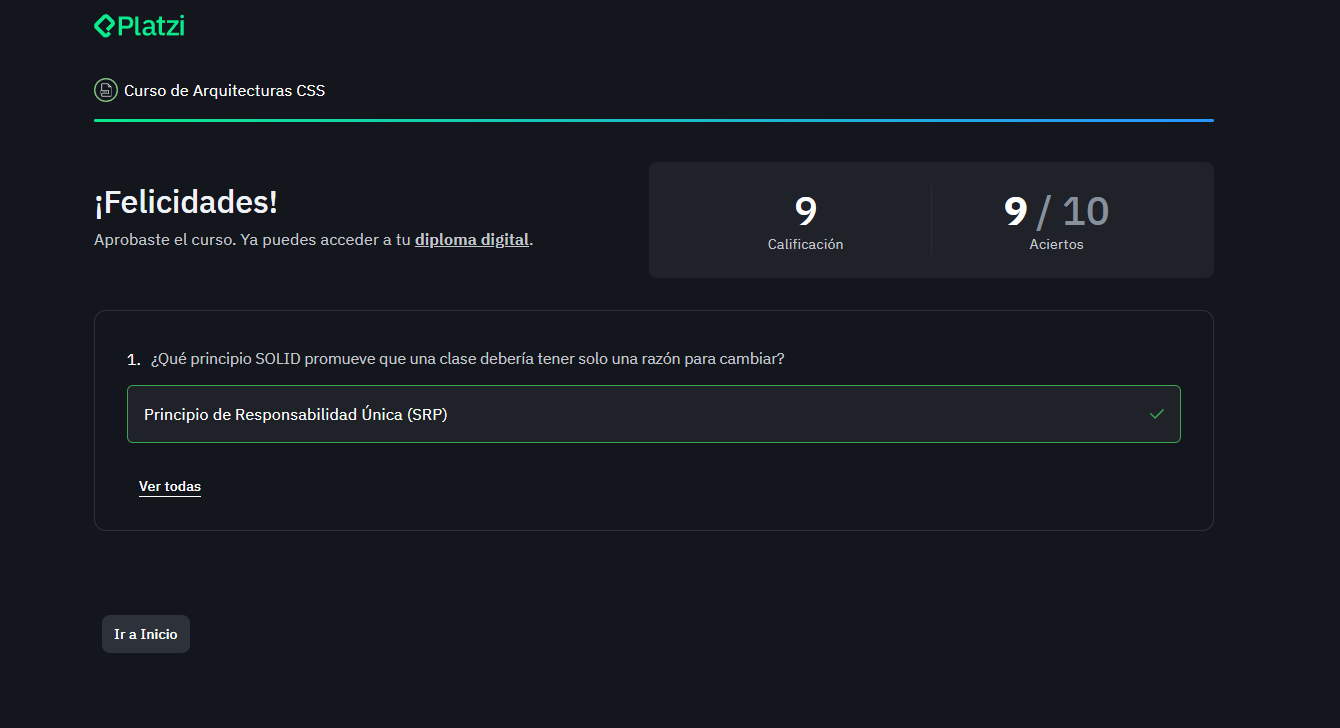 Platzi
Curso de Arquitecturas CSS
¡Felicidades!
Aprobaste el curso. Ya puedes acceder a tu diploma digital.
9
Calificación
9 / 10
Aciertos
1. ¿Qué principio SOLID promueve que una clase debería tener solo una razón para cambiar?
Principio de Responsabilidad Única (SRP)
Ver todas
Ir a Inicio